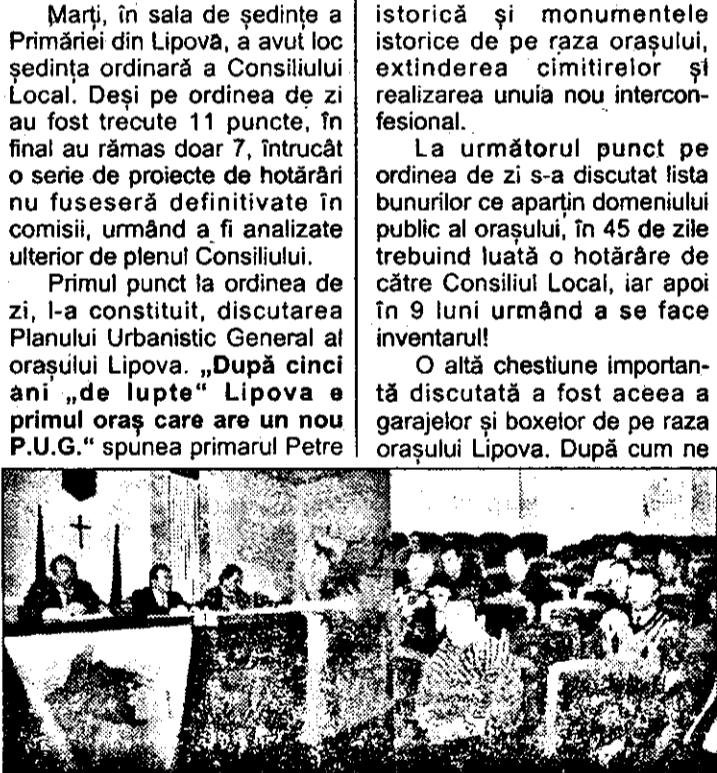 Marți, în sala de ședințe a
Primăriei din Lipova, a avut loc
ședința ordinară a Consiliului
Local. Deși pe ordinea de zi
au fost trecute 11 puncte, în
final au rămas doar 7, întrucât
o serie de proiecte de hotărâri
nu fuseseră definitivate în
comisii, urmând a fi analizate
ulterior de plenul Consiliului.
Primul punct la ordinea de
zi, l-a constituit, discutarea
Planului Urbanistic General al
orașului Lipova. „După cinci
ani „de lupte“ Lipova e
primul oraș care are un nou
P.U.G.“ spunea primarul Petre
istorică și monumentele
istorice de pe raza orașului,
extinderea cimitirelor și
realizarea unuia nou intercon-
fesional.
La următorul punct pe
ordinea de zi s-a discutat lista
bunurilor ce aparțin domeniului
public al orașului, în 45 de zile
trebuind luată o hotărâre de
către Consiliul Local, iar apoi
în 9 luni urmând a se face
inventarul!
O altă chestiune importan-
tă discutată a fost aceea a
garajelor și boxelor de pe raza
orașului Lipova. După cum ne